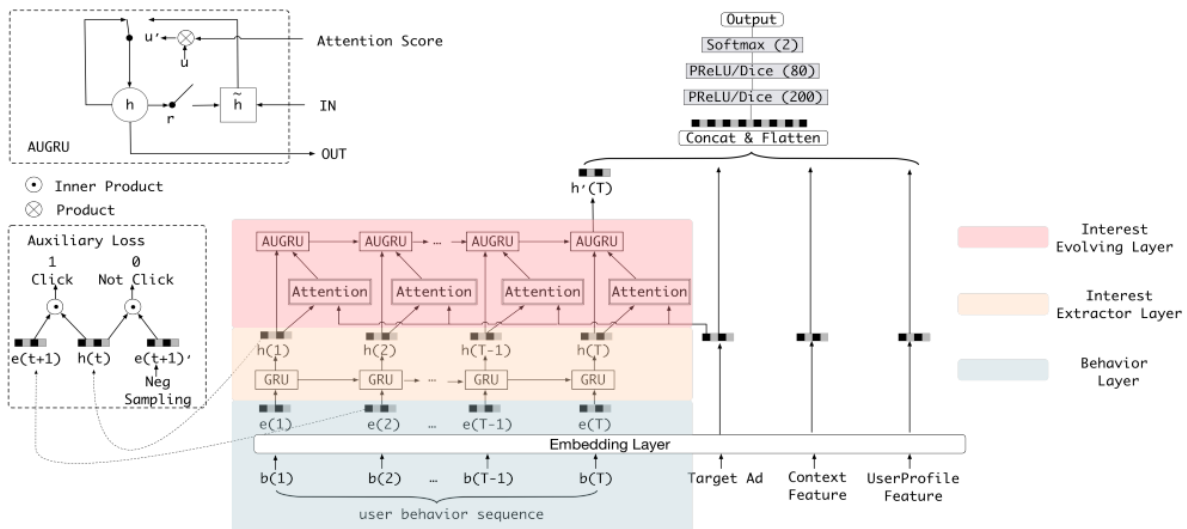 Output
Softmax (2)
PReLU/Dice (80)
PReLU/Dice (200)
Concat & Flatten
u'
u
Attention Score
h
r
h̃
IN
AUGRU
OUT
Inner Product
Product
h'(T)
Auxiliary Loss
1
0
Click
Not Click
e(t+1)
h(t)
e(t+1)'
Neg
Sampling
AUGRU
AUGRU
...
AUGRU
AUGRU
Attention
Attention
Attention
Attention
h(1)
h(2)
h(T-1)
h(T)
GRU
GRU
...
GRU
GRU
e(1)
e(2)
...
e(T-1)
e(T)
Embedding Layer
b(1)
b(2)
...
b(T-1)
b(T)
user behavior sequence
Target Ad
Context
Feature
UserProfile
Feature
Interest
Evolving Layer
Interest
Extractor Layer
Behavior
Layer